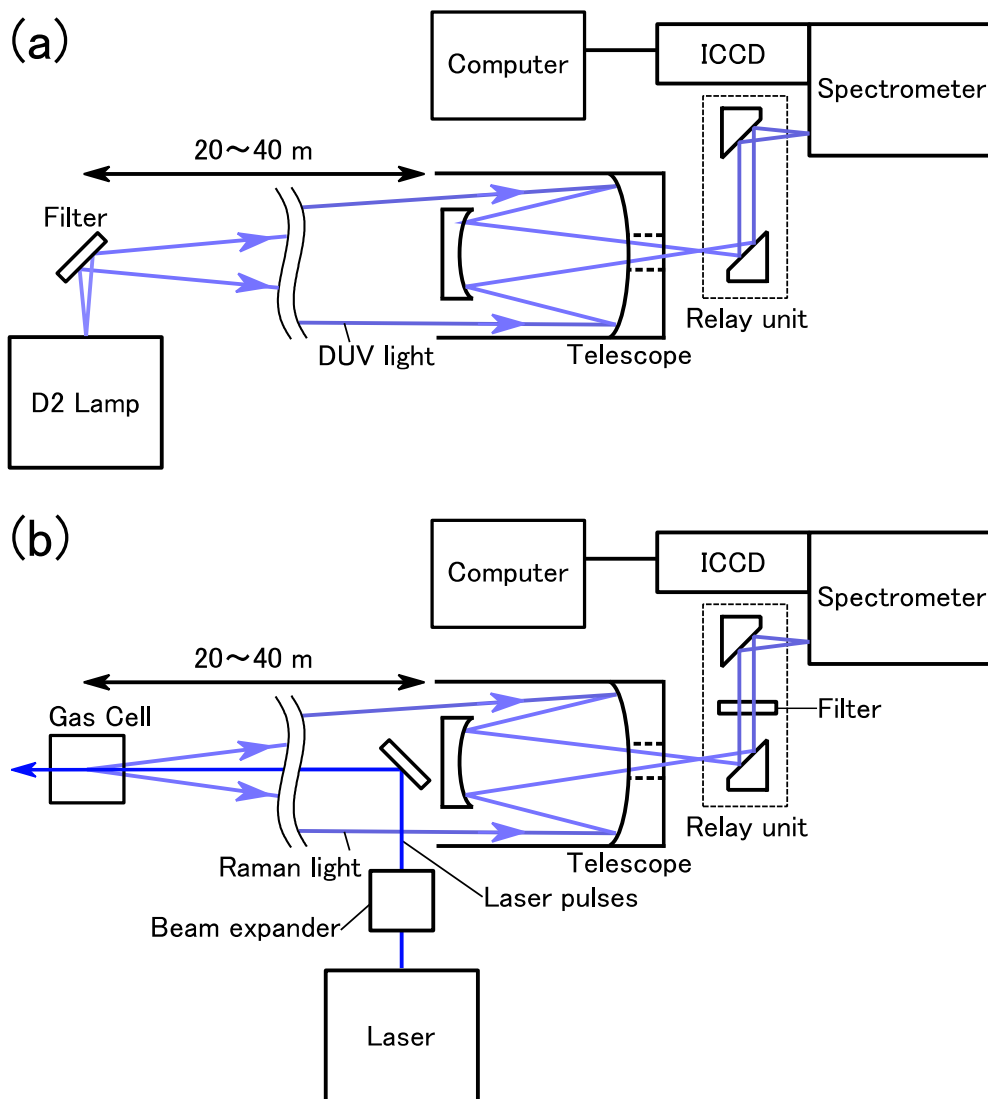 (a)
Computer
ICCD
Spectrometer
20～40 m
Filter
Relay unit
DUV light
Telescope
D2 Lamp
(b)
Computer
ICCD
Spectrometer
20～40 m
Gas Cell
Filter
Relay unit
Raman light
Telescope
Laser pulses
Beam expander
Laser